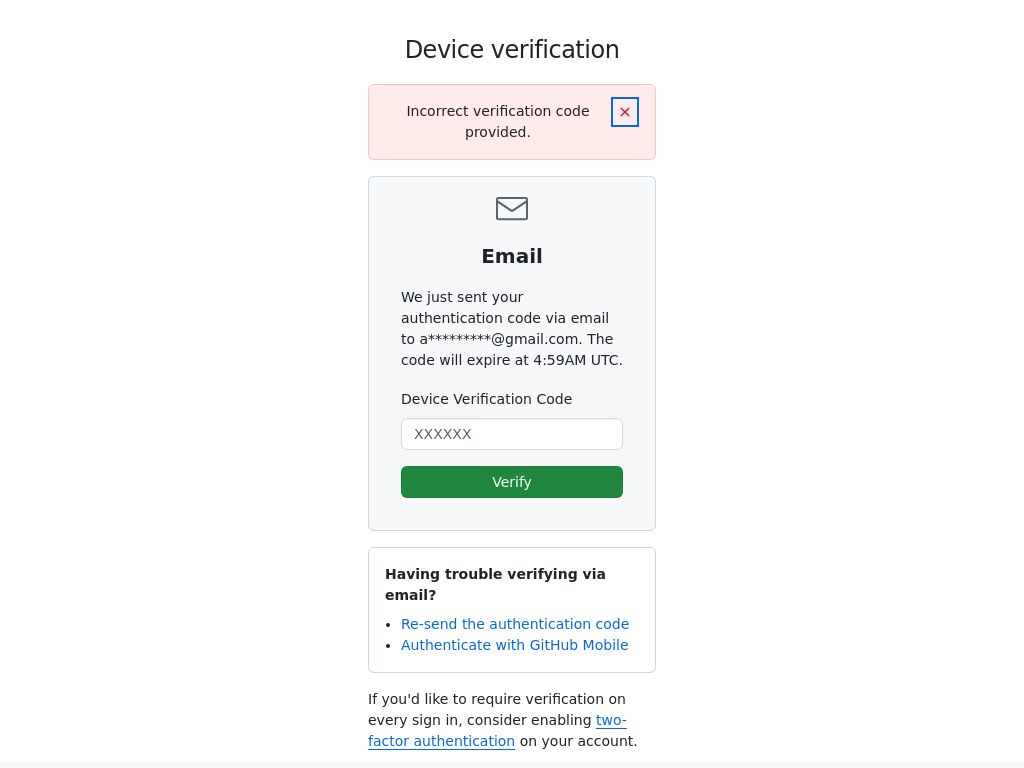 Device verification
Incorrect verification code
provided.
Email
We just sent your
authentication code via email
to a*********@gmail.com. The
code will expire at 4:59AM UTC.
Device Verification Code
XXXXXX
Verify
Having trouble verifying via
email?
• Re-send the authentication code
• Authenticate with GitHub Mobile
If you'd like to require verification on
every sign in, consider enabling two-
factor authentication on your account.